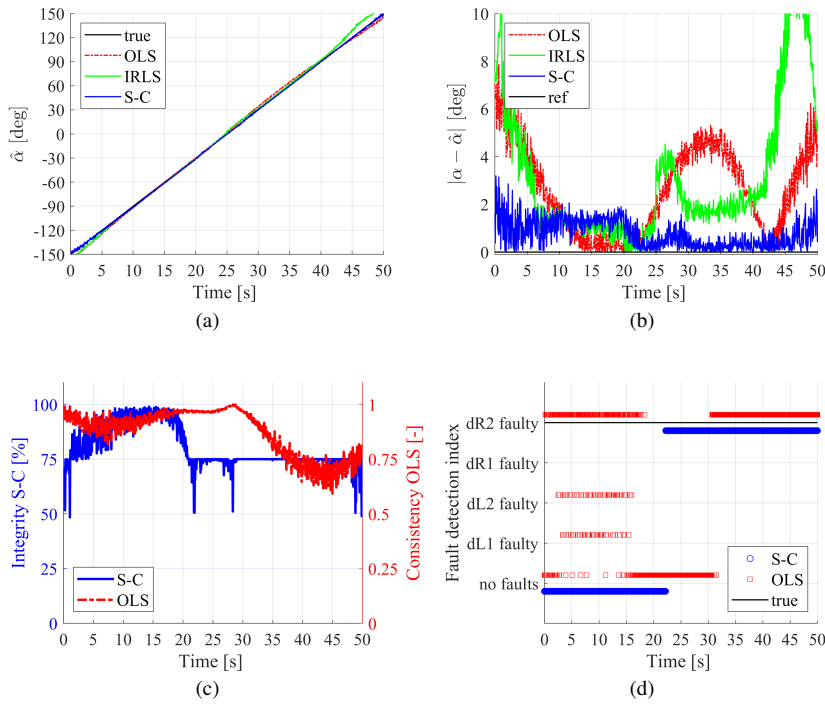 150
120
90
60
30
0
-30
-60
-90
-120
-150
α̂ [deg]
true
OLS
IRLS
S-C
0 5 10 15 20 25 30 35 40 45 50
Time [s]
(a)
10
8
6
4
2
0
|α − α̂| [deg]
OLS
IRLS
S-C
ref
0 5 10 15 20 25 30 35 40 45 50
Time [s]
(b)
100
75
50
25
0
Integrity S-C [%]
1
0.75
0.5
0.25
0
Consistency OLS [-]
S-C
OLS
0 5 10 15 20 25 30 35 40 45 50
Time [s]
(c)
Fault detection index
dR2 faulty
dR1 faulty
dL2 faulty
dL1 faulty
no faults
S-C
OLS
true
0 5 10 15 20 25 30 35 40 45 50
Time [s]
(d)